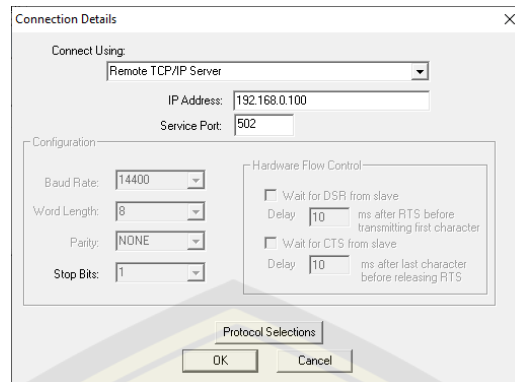 Connection Details
Connect Using:
Remote TCP/IP Server
IP Address: 192.168.0.100
Service Port: 502
Configuration
Baud Rate: 14400
Word Length: 8
Parity: NONE
Stop Bits: 1
Hardware Flow Control
Wait for DSR from slave
Delay 10 ms after RTS before
transmitting first character
Wait for CTS from slave
Delay 10 ms after last character
before releasing RTS
Protocol Selections
OK Cancel